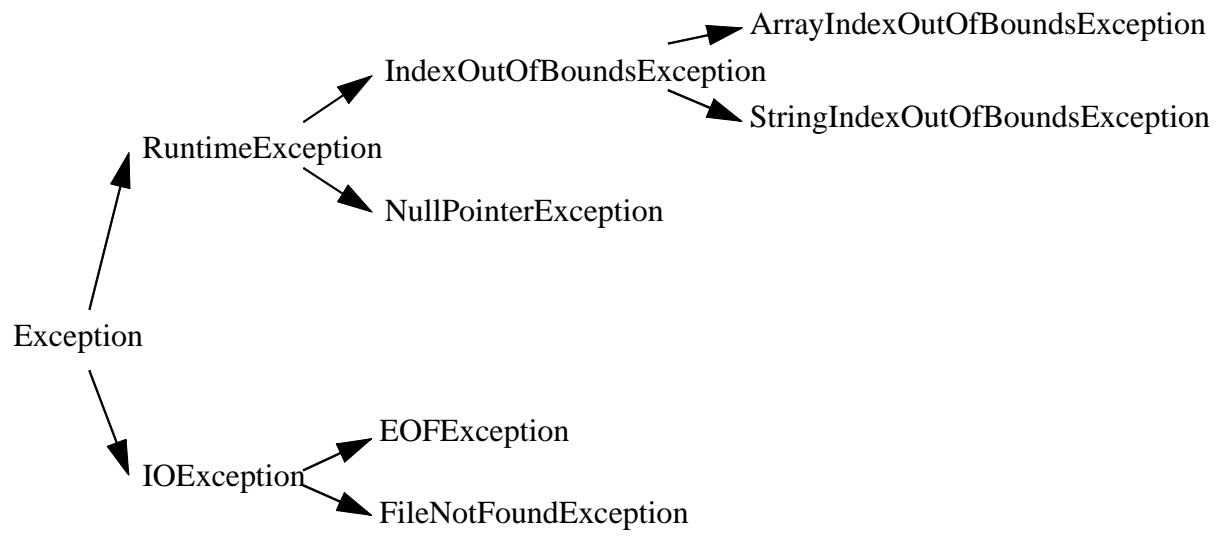 ArrayIndexOutOfBoundsException
IndexOutOfBoundsException
StringIndexOutOfBoundsException
RuntimeException
NullPointerException
Exception
EOFException
IOException
FileNotFoundException